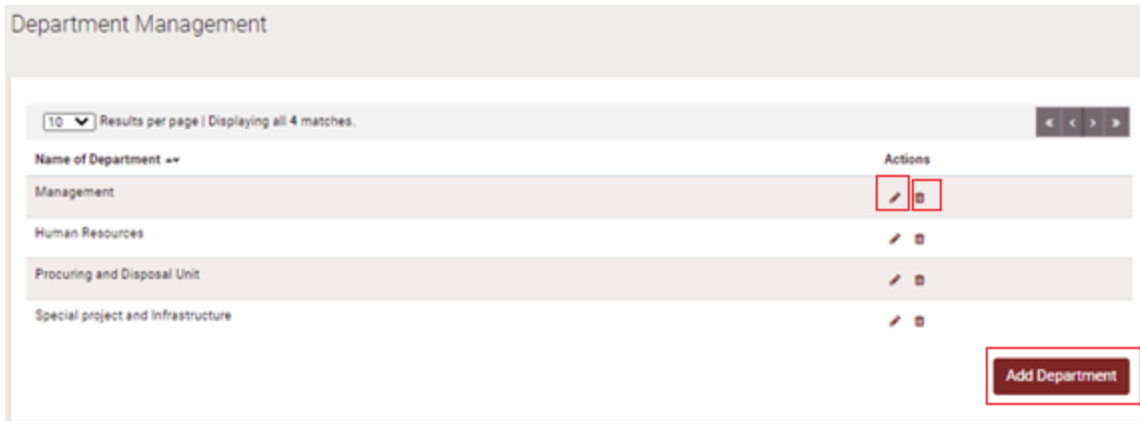 Department Management
10 Results per page | Displaying all 4 matches.
« ‹ › »
Name of Department
Actions
Management
Human Resources
Procuring and Disposal Unit
Special project and Infrastructure
Add Department